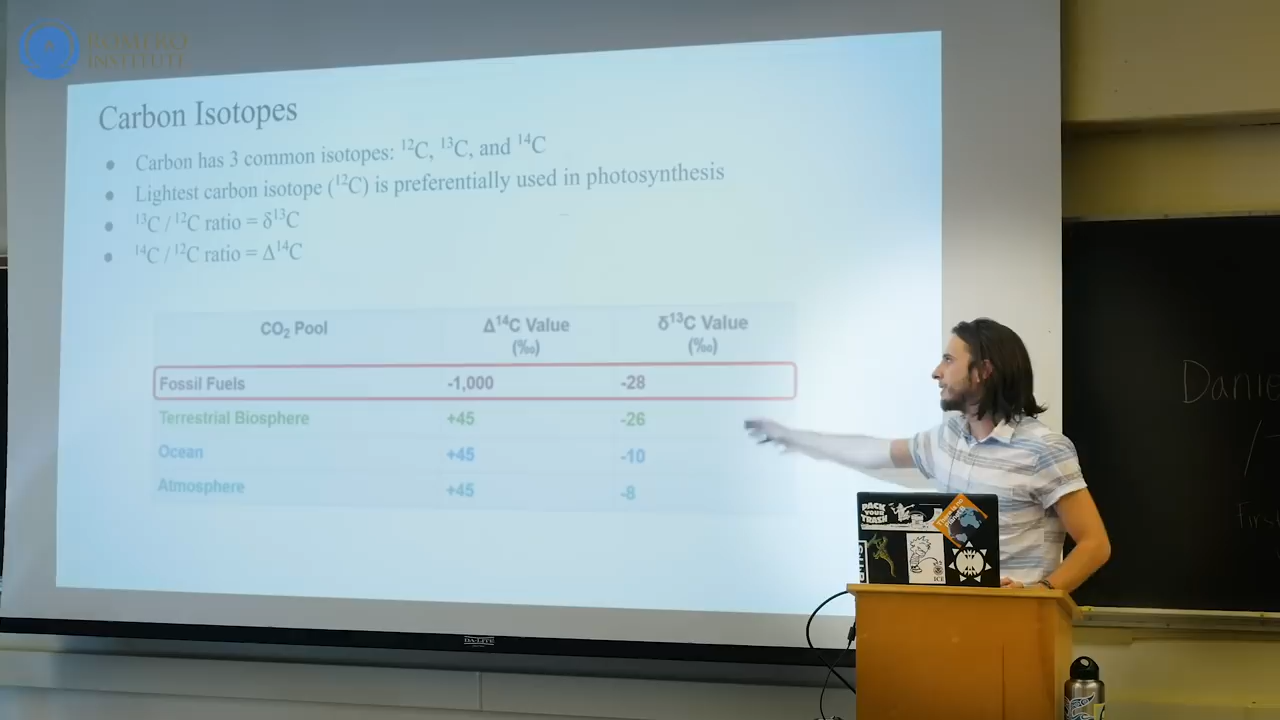 ROMERO
INSTITUTE
Carbon Isotopes
● Carbon has 3 common isotopes: ¹²C, ¹³C, and ¹⁴C
● Lightest carbon isotope (¹²C) is preferentially used in photosynthesis
● ¹³C / ¹²C ratio = δ¹³C
● ¹⁴C / ¹²C ratio = Δ¹⁴C
CO₂ Pool Δ¹⁴C Value (‰) δ¹³C Value (‰)
Fossil Fuels -1,000 -28
Terrestrial Biosphere +45 -26
Ocean +45 -10
Atmosphere +45 -8
DA-LITE
Danie
/
Firs
PACK
YOUR
TRASH
ICE